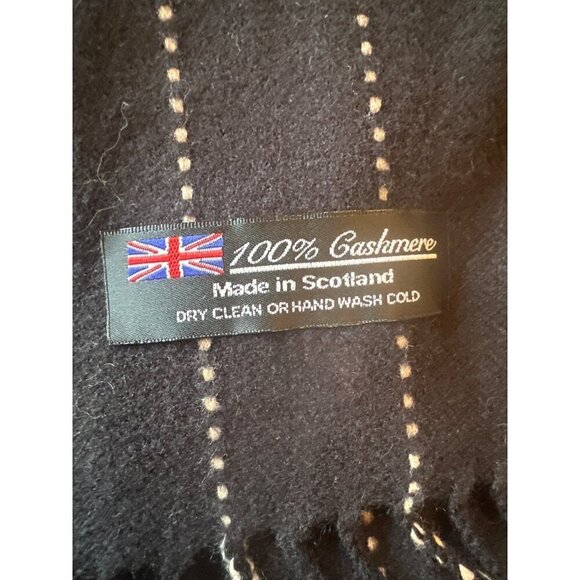 100% Cashmere
Made in Scotland
DRY CLEAN OR HAND WASH COLD